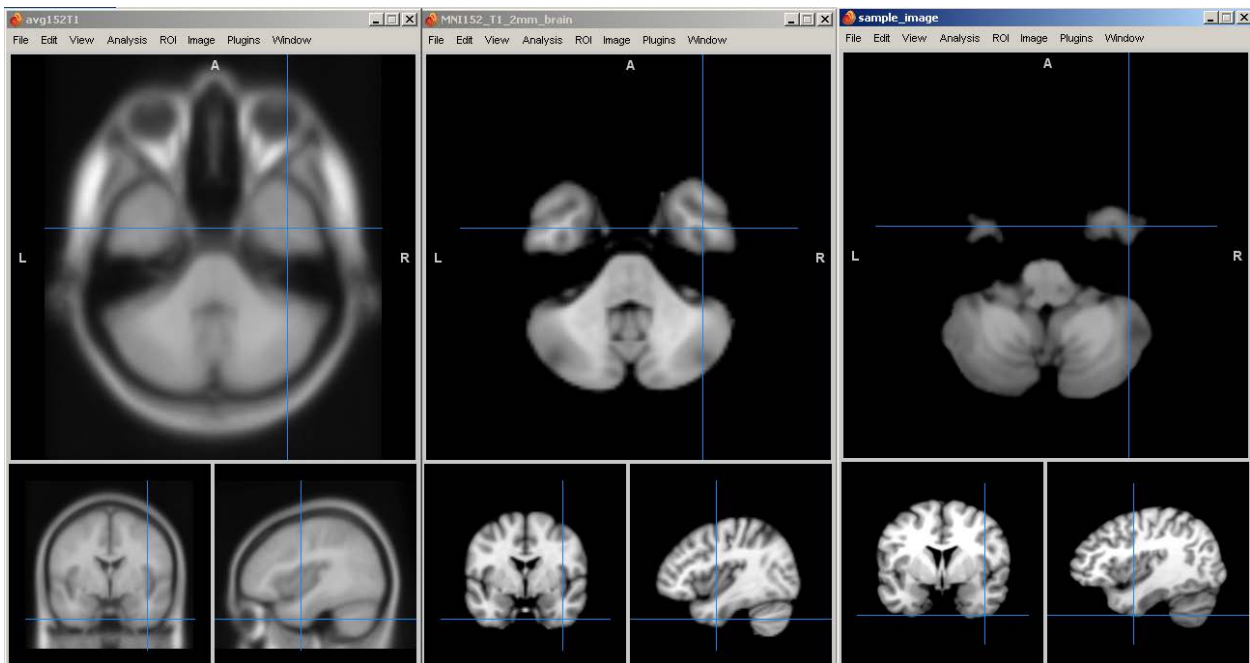 avg152T1
File Edit View Analysis ROI Image Plugins Window
A
L
R
MNI152_T1_2mm_brain
File Edit View Analysis ROI Image Plugins Window
A
L
R
sample_image
File Edit View Analysis ROI Image Plugins Window
A
L
R